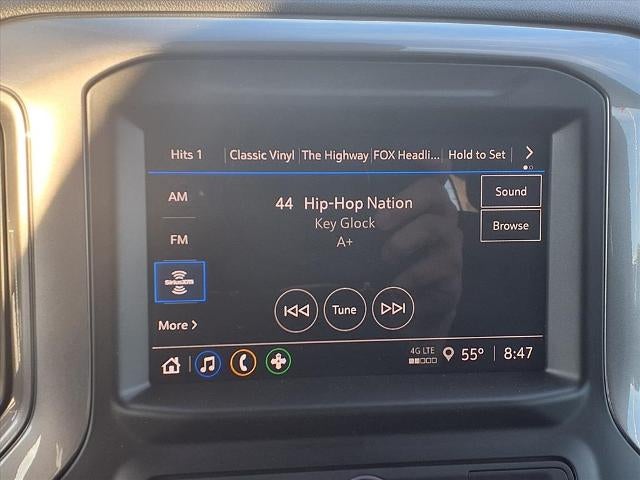 Hits 1 Classic Vinyl The Highway FOX Headli... Hold to Set
AM
44 Hip-Hop Nation
Key Glock
A+
Sound
FM
Browse
SiriusXM
Tune
More
4G LTE
55° 8:47